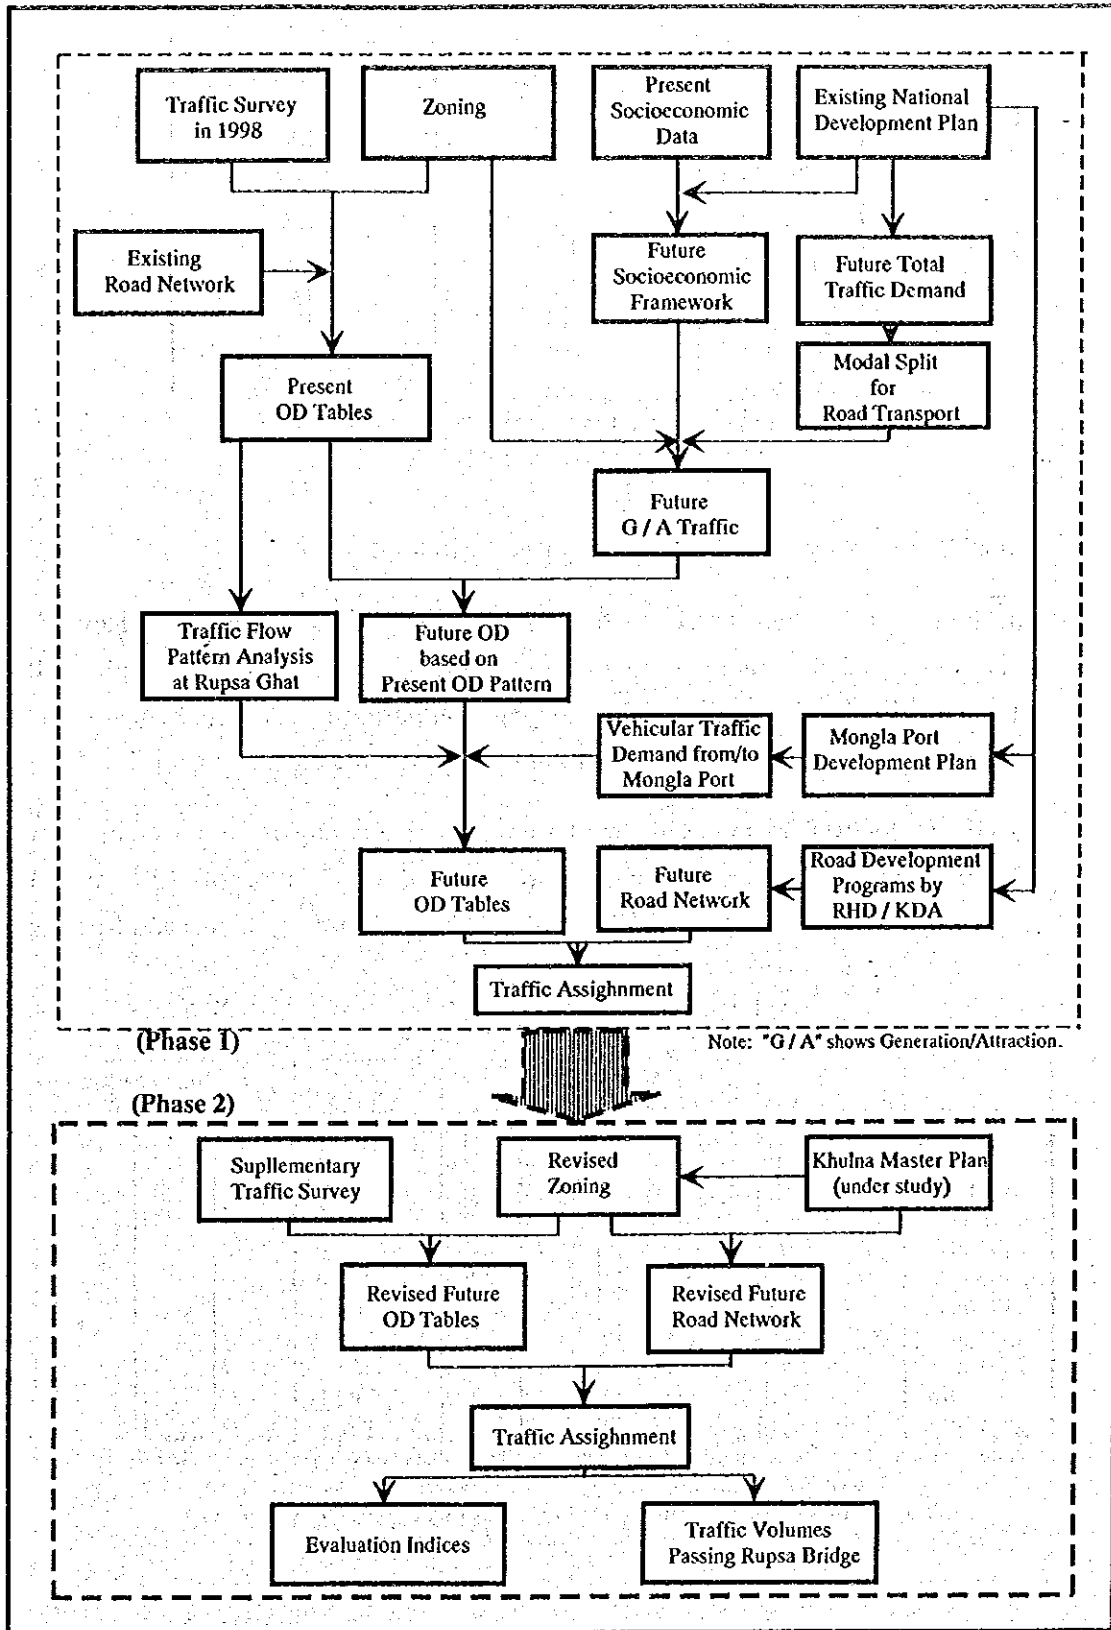 Traffic Survey
in 1998
Zoning
Present
Socioeconomic
Data
Existing National
Development Plan
Existing
Road Network
Future
Socioeconomic
Framework
Future Total
Traffic Demand
Present
OD Tables
Modal Split
for
Road Transport
Future
G / A Traffic
Traffic Flow
Pattern Analysis
at Rupsa Ghat
Future OD
based on
Present OD Pattern
Vehicular Traffic
Demand from/to
Mongla Port
Mongla Port
Development Plan
Future
OD Tables
Future
Road Network
Road Development
Programs by
RHD / KDA
Traffic Assighnment
(Phase 1)
Note: "G / A" shows Generation/Attraction.
(Phase 2)
Supllementary
Traffic Survey
Revised
Zoning
Khulna Master Plan
(under study)
Revised Future
OD Tables
Revised Future
Road Network
Traffic Assighnment
Evaluation Indices
Traffic Volumes
Passing Rupsa Bridge